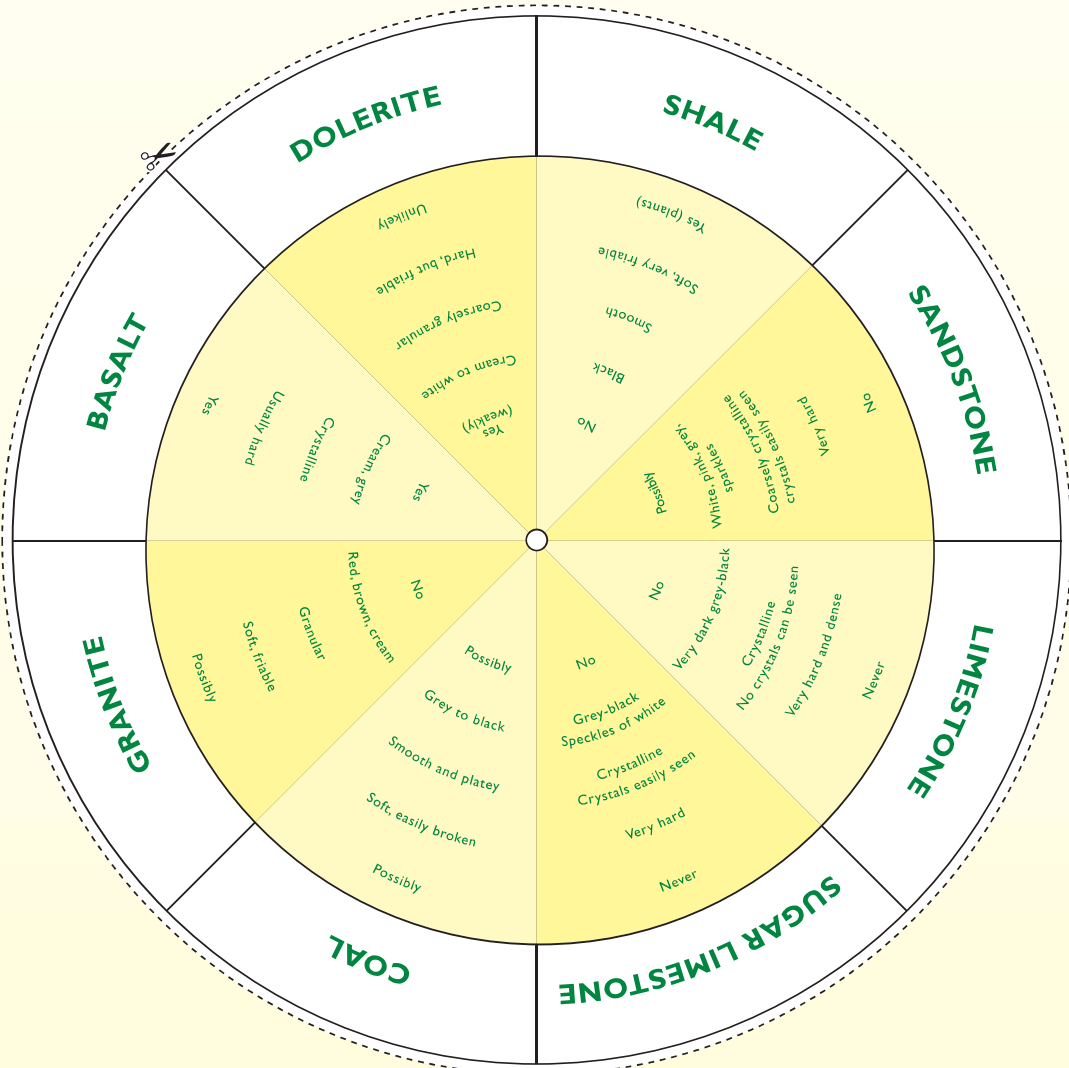 DOLERITE
Unlikely
Hard, but friable
Coarsely granular
Cream to white
Yes
(weakly)
SHALE
Yes (plants)
Soft, very friable
Smooth
Black
No
SANDSTONE
No
Very hard
Coarsely crystalline
crystals easily seen
White, pink, grey,
sparkles
Possibly
LIMESTONE
Never
Very hard and dense
Crystalline
No crystals can be seen
Very dark grey-black
No
SUGAR LIMESTONE
No
Grey-black
Speckles of white
Crystalline
Crystals easily seen
Very hard
Never
COAL
Possibly
Grey to black
Smooth and platey
Soft, easily broken
Possibly
GRANITE
Possibly
Soft, friable
Granular
Red, brown, cream
No
BASALT
Yes
Usually hard
Crystalline
Cream, grey
Yes